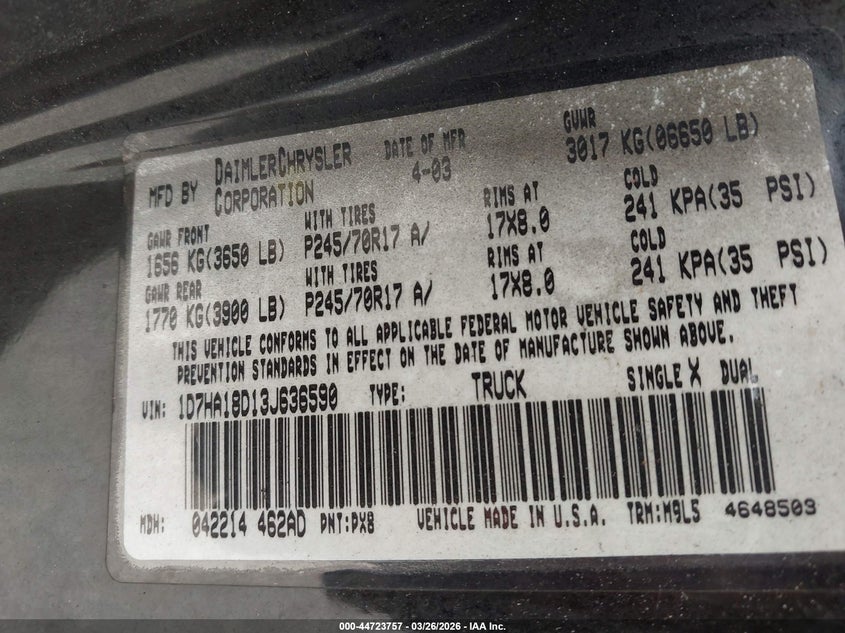 MFD BY DAIMLERCHRYSLER CORPORATION DATE OF MFR 4-03 GVWR 3017 KG(06650 LB)
GAWR FRONT WITH TIRES RIMS AT COLD
1656 KG(3650 LB) P245/70R17 A/ 17X8.0 241 KPA(35 PSI)
GAWR REAR WITH TIRES RIMS AT COLD
1770 KG(3900 LB) P245/70R17 A/ 17X8.0 241 KPA(35 PSI)
THIS VEHICLE CONFORMS TO ALL APPLICABLE FEDERAL MOTOR VEHICLE SAFETY AND THEFT
PREVENTION STANDARDS IN EFFECT ON THE DATE OF MANUFACTURE SHOWN ABOVE.
VIN: 1D7HA18D13J636590 TYPE: TRUCK SINGLE X DUAL
MDH: 042214 462AD PNT:PX8 VEHICLE MADE IN U.S.A. TRM:M9L5 4648503
000-44723757 - 03/26/2026 - IAA Inc.